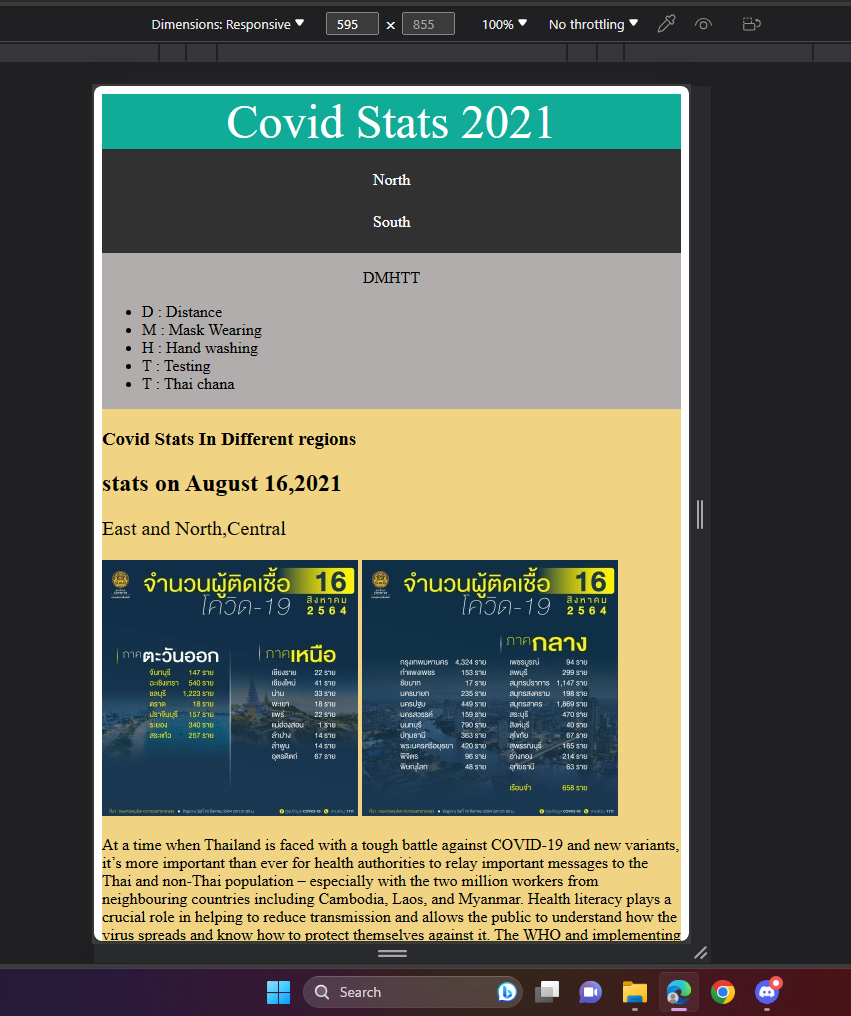 Dimensions: Responsive 595 x 855 100% No throttling
Covid Stats 2021
North
South
DMHTT
D : Distance
M : Mask Wearing
H : Hand washing
T : Testing
T : Thai chana
Covid Stats In Different regions
stats on August 16,2021
East and North,Central
จำนวนผู้ติดเชื้อ
โควิด-19
16
สิงหาคม
2564
ภาคตะวันออก
จันทบุรี 147 ราย
ฉะเชิงเทรา 540 ราย
ชลบุรี 1,223 ราย
ตราด 18 ราย
ปราจีนบุรี 157 ราย
ระยอง 340 ราย
สระแก้ว 257 ราย
ภาคเหนือ
เชียงราย 22 ราย
เชียงใหม่ 41 ราย
น่าน 33 ราย
พะเยา 18 ราย
แพร่ 22 ราย
แม่ฮ่องสอน 1 ราย
ลำปาง 14 ราย
ลำพูน 14 ราย
อุตรดิตถ์ 67 ราย
จำนวนผู้ติดเชื้อ
โควิด-19
16
สิงหาคม
2564
ภาคกลาง
กรุงเทพมหานคร 4,324 ราย
กำแพงเพชร 153 ราย
ชัยนาท 17 ราย
นครนายก 235 ราย
นครปฐม 449 ราย
นครสวรรค์ 159 ราย
นนทบุรี 790 ราย
ปทุมธานี 363 ราย
พระนครศรีอยุธยา 420 ราย
พิจิตร 96 ราย
พิษณุโลก 48 ราย
เพชรบูรณ์ 94 ราย
ลพบุรี 299 ราย
สมุทรปราการ 1,147 ราย
สมุทรสงคราม 198 ราย
สมุทรสาคร 1,869 ราย
สระบุรี 470 ราย
สิงห์บุรี 40 ราย
สุโขทัย 67 ราย
สุพรรณบุรี 165 ราย
อ่างทอง 214 ราย
อุทัยธานี 63 ราย
เรือนจำ 658 ราย
At a time when Thailand is faced with a tough battle against COVID-19 and new variants,
it’s more important than ever for health authorities to relay important messages to the
Thai and non-Thai population – especially with the two million workers from
neighbouring countries including Cambodia, Laos, and Myanmar. Health literacy plays a
crucial role in helping to reduce transmission and allows the public to understand how the
virus spreads and know how to protect themselves against it. The WHO and implementing
Search